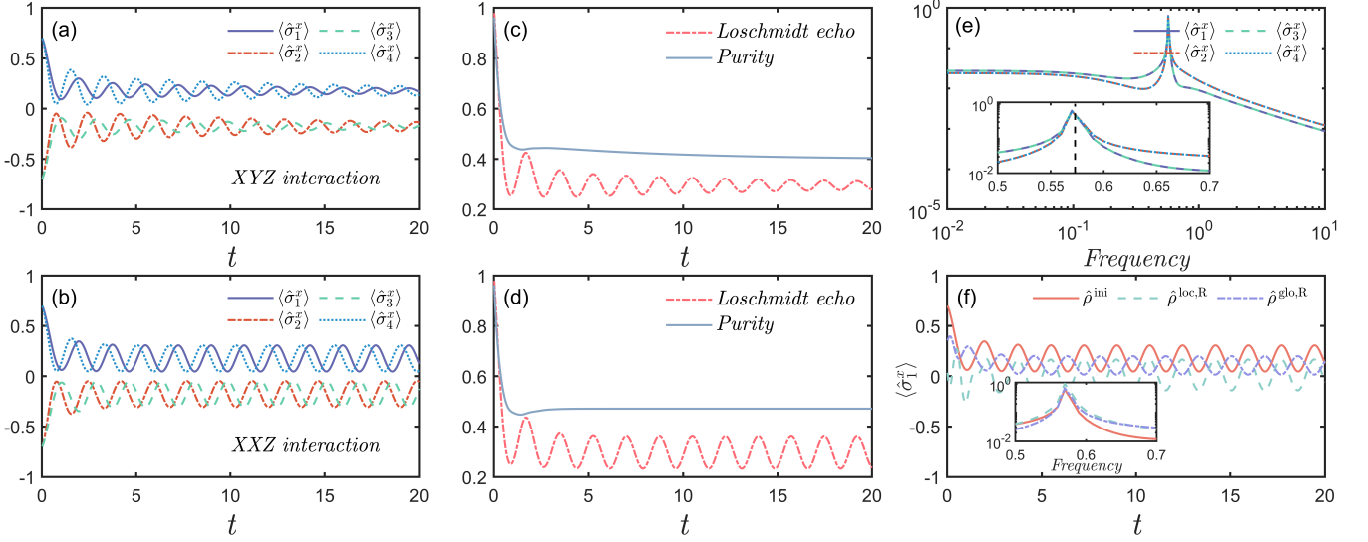 (a)
⟨σ̂₁ˣ⟩ ⟨σ̂₃ˣ⟩
⟨σ̂₂ˣ⟩ ⟨σ̂₄ˣ⟩
1
0.5
0
-0.5
-1
XYZ interaction
0 5 10 15 20
t
(c)
Loschmidt echo
Purity
0.8
0.6
0.4
0.2
0 5 10 15 20
t
(e)
⟨σ̂₁ˣ⟩ ⟨σ̂₃ˣ⟩
⟨σ̂₂ˣ⟩ ⟨σ̂₄ˣ⟩
10⁰
10⁻⁵
10⁰
10⁻²
0.5 0.55 0.6 0.65 0.7
10⁻² 10⁻¹ 10⁰ 10¹
Frequency
(b)
⟨σ̂₁ˣ⟩ ⟨σ̂₃ˣ⟩
⟨σ̂₂ˣ⟩ ⟨σ̂₄ˣ⟩
1
0.5
0
-0.5
-1
XXZ interaction
0 5 10 15 20
t
(d)
Loschmidt echo
Purity
0.8
0.6
0.4
0.2
0 5 10 15 20
t
(f)
ρ̂ⁱⁿⁱ ρ̂ˡᵒᶜ,ᴿ ρ̂ᵍˡᵒ,ᴿ
⟨σ̂₁ˣ⟩
1
0.5
0
-0.5
-1
10⁰
10⁻²
0.5 0.6 0.7
Frequency
0 5 10 15 20
t